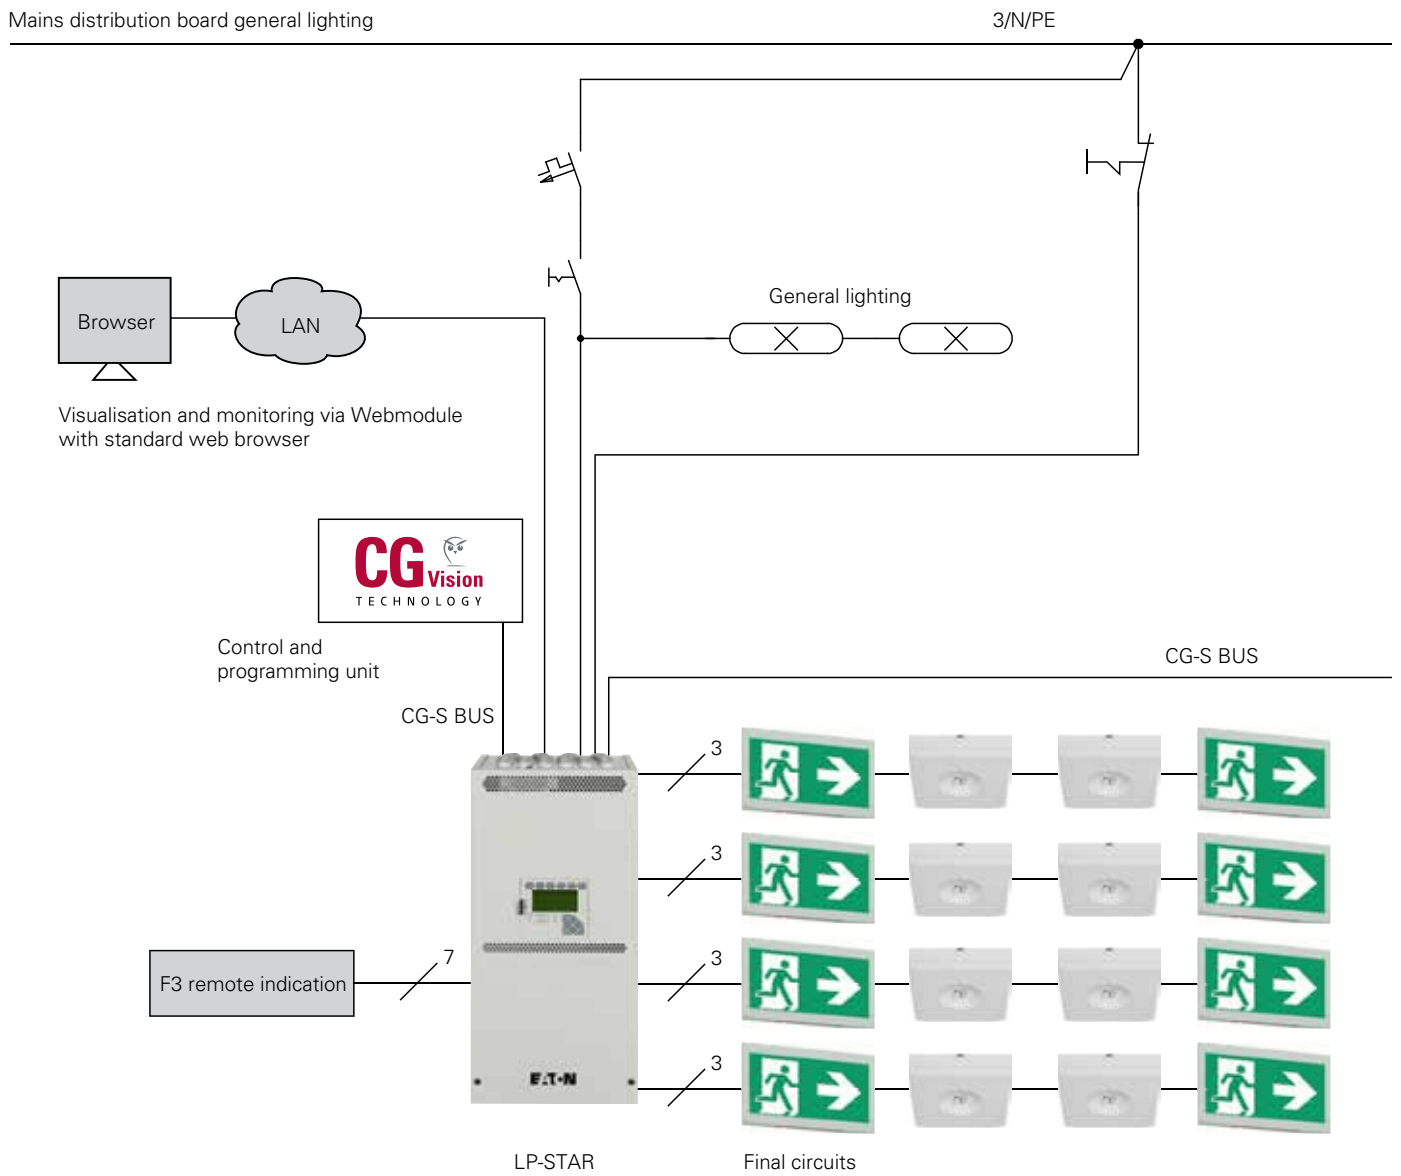 Mains distribution board general lighting
3/N/PE
General lighting
Browser
LAN
Visualisation and monitoring via Webmodule
with standard web browser
CG
Vision
TECHNOLOGY
Control and
programming unit
CG-S BUS
CG-S BUS
3
3
7
F3 remote indication
3
3
EATON
LP-STAR
Final circuits